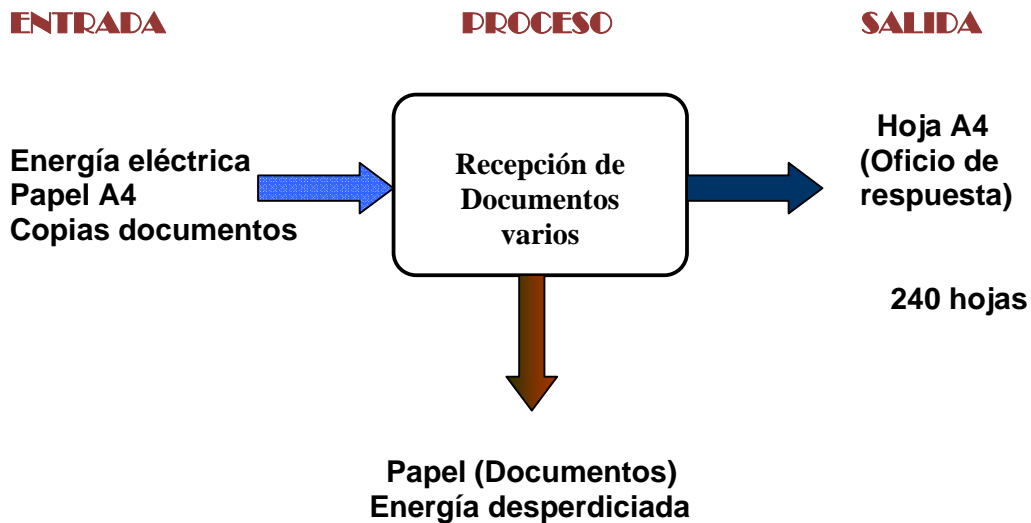 ENTRADA
PROCESO
SALIDA
Energía eléctrica
Papel A4
Copias documentos
Recepción de
Documentos
varios
Hoja A4
(Oficio de
respuesta)
240 hojas
Papel (Documentos)
Energía desperdiciada